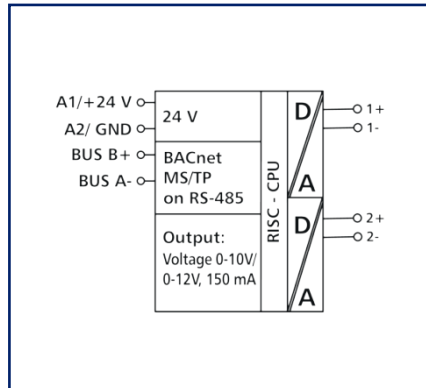 A1/+24 V
A2/ GND
BUS B+
BUS A-
24 V
BACnet
MS/TP
on RS-485
Output:
Voltage 0-10V/
0-12V, 150 mA
RISC - CPU
D
A
D
A
1+
1-
2+
2-